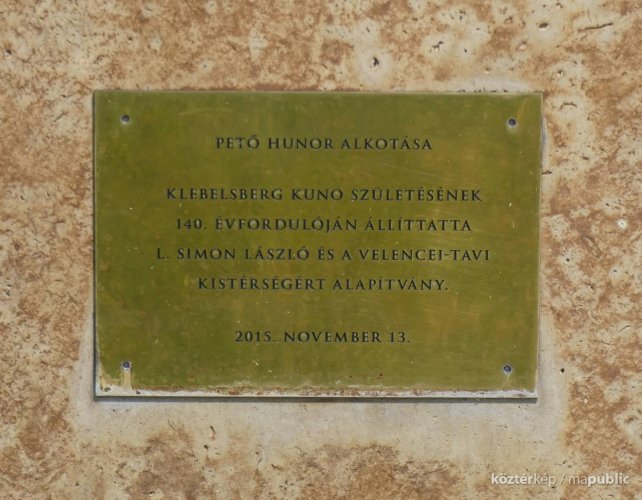 PETŐ HUNOR ALKOTÁSA
KLEBELSBERG KUNO SZÜLETÉSÉNEK
140. ÉVFORDULÓJÁN ÁLLÍTTATTA
L. SIMON LÁSZLÓ ÉS A VELENCEI-TAVI
KISTÉRSÉGÉRT ALAPÍTVÁNY.
2015. NOVEMBER 13.
köztérkép / mapublic